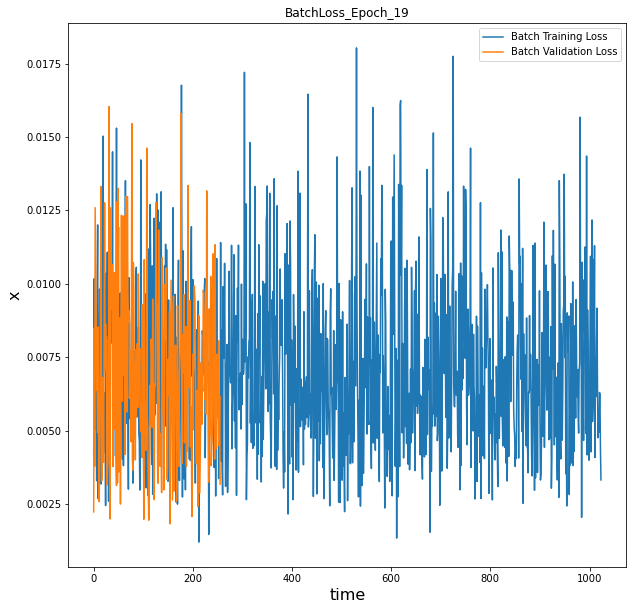 BatchLoss_Epoch_19
Batch Training Loss
Batch Validation Loss
0.0175
0.0150
0.0125
0.0100
0.0075
0.0050
0.0025
x
0
200
400
600
800
1000
time